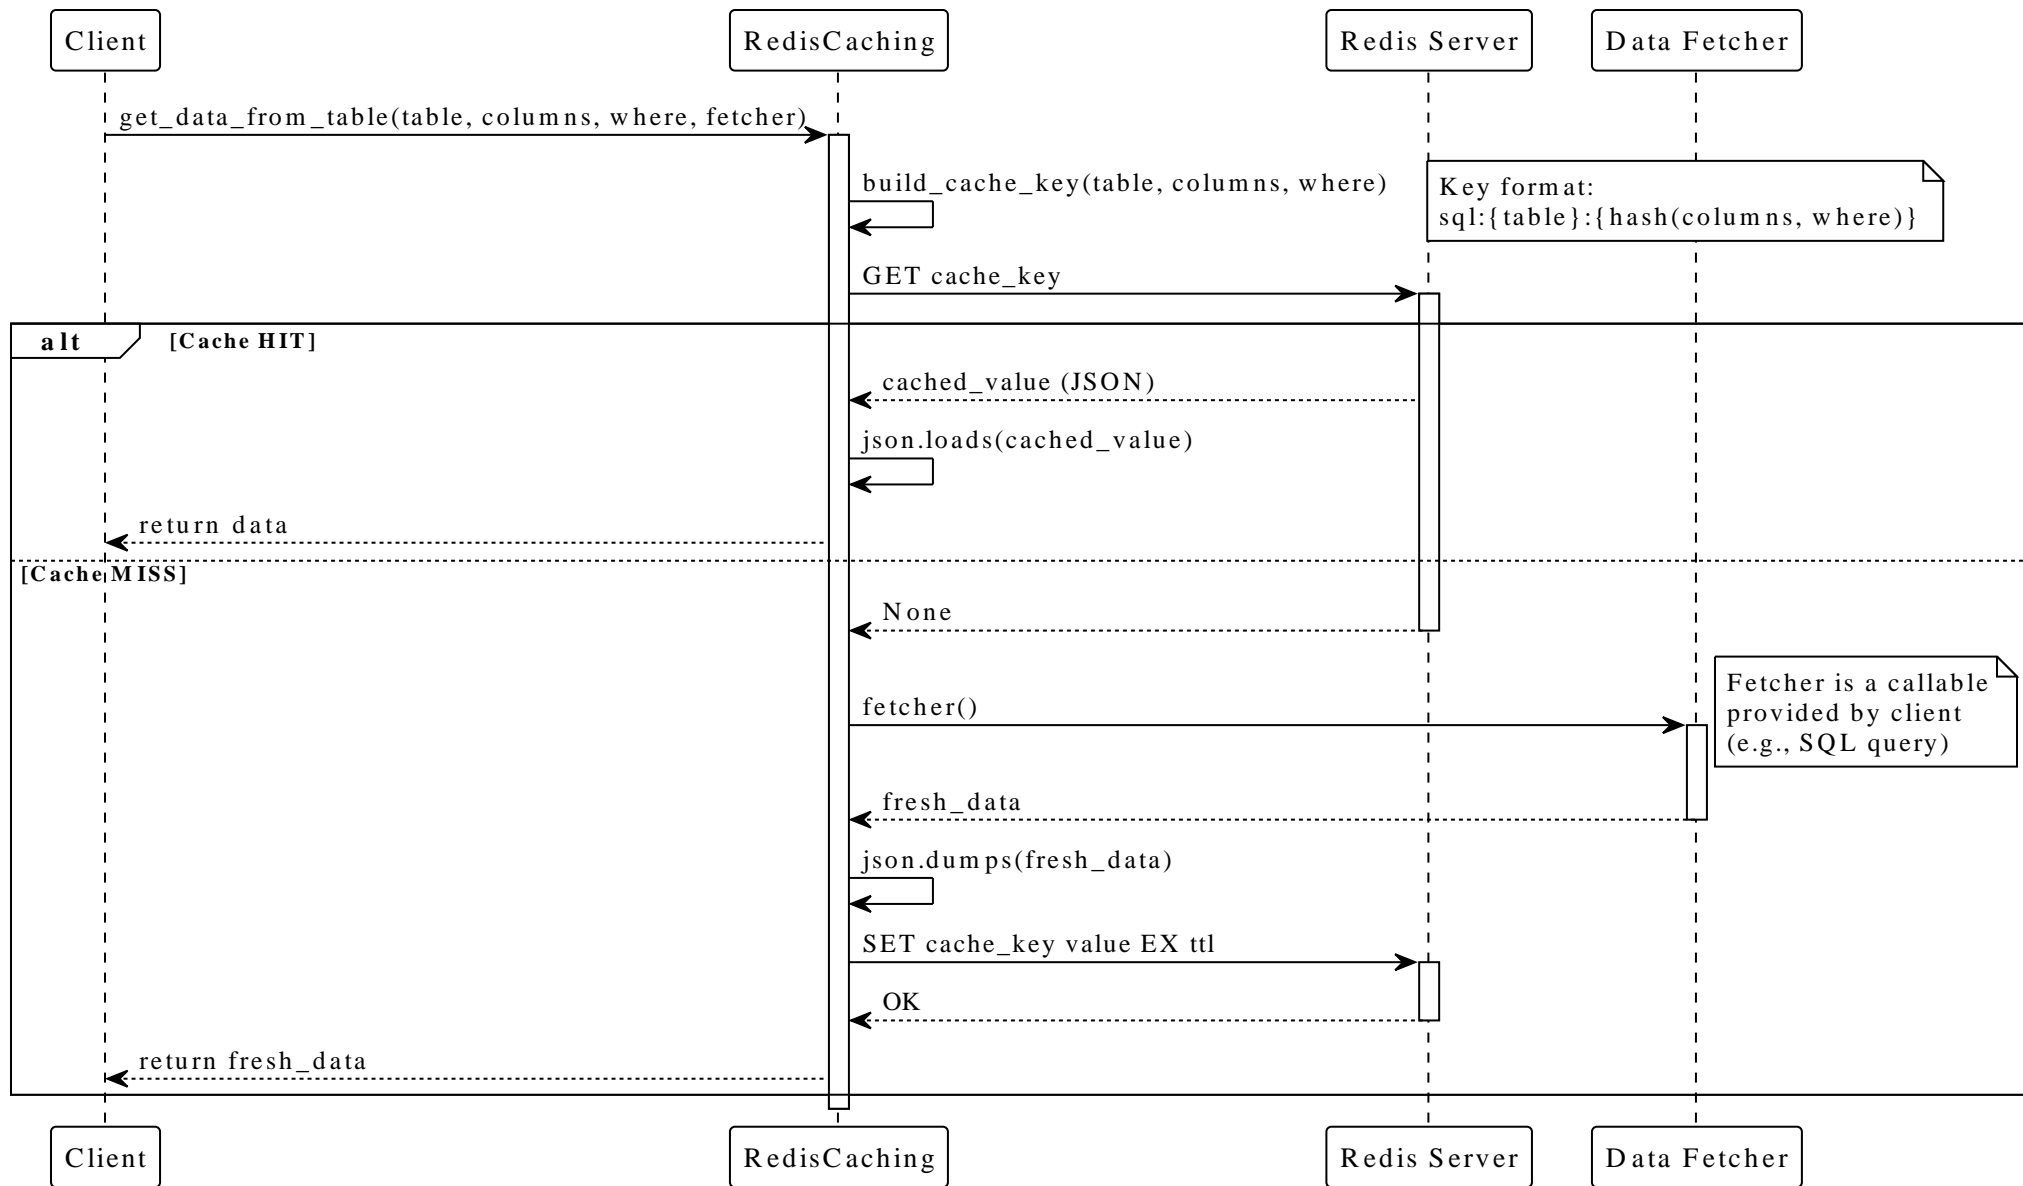 Client
RedisCaching
Redis Server
Data Fetcher
get_data_from_table(table, columns, where, fetcher)
build_cache_key(table, columns, where)
Key format:
sql:{table}:{hash(columns, where)}
GET cache_key
alt
[Cache HIT]
cached_value (JSON)
json.loads(cached_value)
return data
[Cache MISS]
None
Fetcher is a callable
provided by client
(e.g., SQL query)
fetcher()
fresh_data
json.dumps(fresh_data)
SET cache_key value EX ttl
OK
return fresh_data
Client
RedisCaching
Redis Server
Data Fetcher